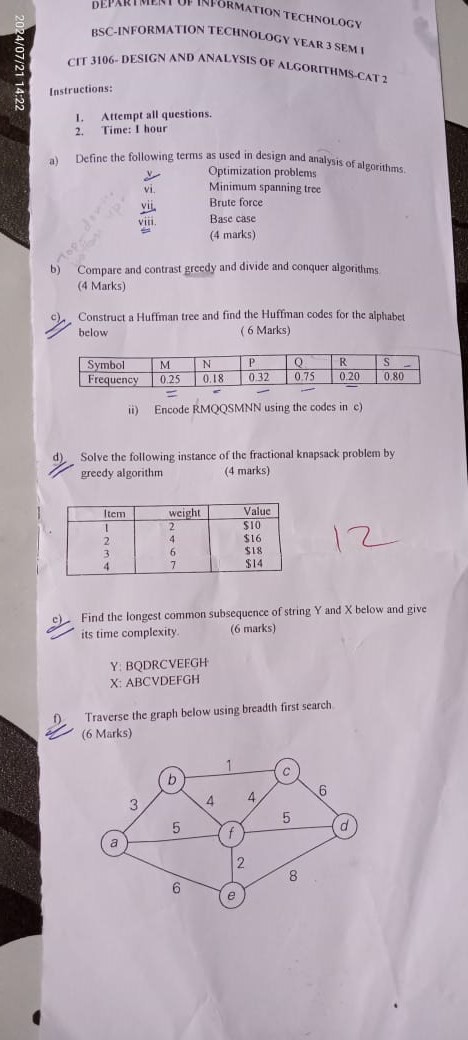 2024/07/21 14:22
DEPARTMENT OF INFORMATION TECHNOLOGY
BSC-INFORMATION TECHNOLOGY YEAR 3 SEM I
CIT 3106- DESIGN AND ANALYSIS OF ALGORITHMS-CAT 2
Instructions:
1. Attempt all questions.
2. Time: 1 hour
a) Define the following terms as used in design and analysis of algorithms.
v. Optimization problems
vi. Minimum spanning tree
vii. Brute force
viii. Base case
(4 marks)
b) Compare and contrast greedy and divide and conquer algorithms.
(4 Marks)
c) Construct a Huffman tree and find the Huffman codes for the alphabet
below ( 6 Marks)
Symbol M N P Q R S
Frequency 0.25 0.18 0.32 0.75 0.20 0.80
ii) Encode RMQQSMNN using the codes in c)
d) Solve the following instance of the fractional knapsack problem by
greedy algorithm (4 marks)
Item weight Value
1 2 $10
2 4 $16
3 6 $18
4 7 $14
12
e) Find the longest common subsequence of string Y and X below and give
its time complexity. (6 marks)
Y: BQDRCVEFGH
X: ABCVDEFGH
f) Traverse the graph below using breadth first search.
(6 Marks)
1
b c
3 4 4 6
5 5
a f d
2
6 8
e